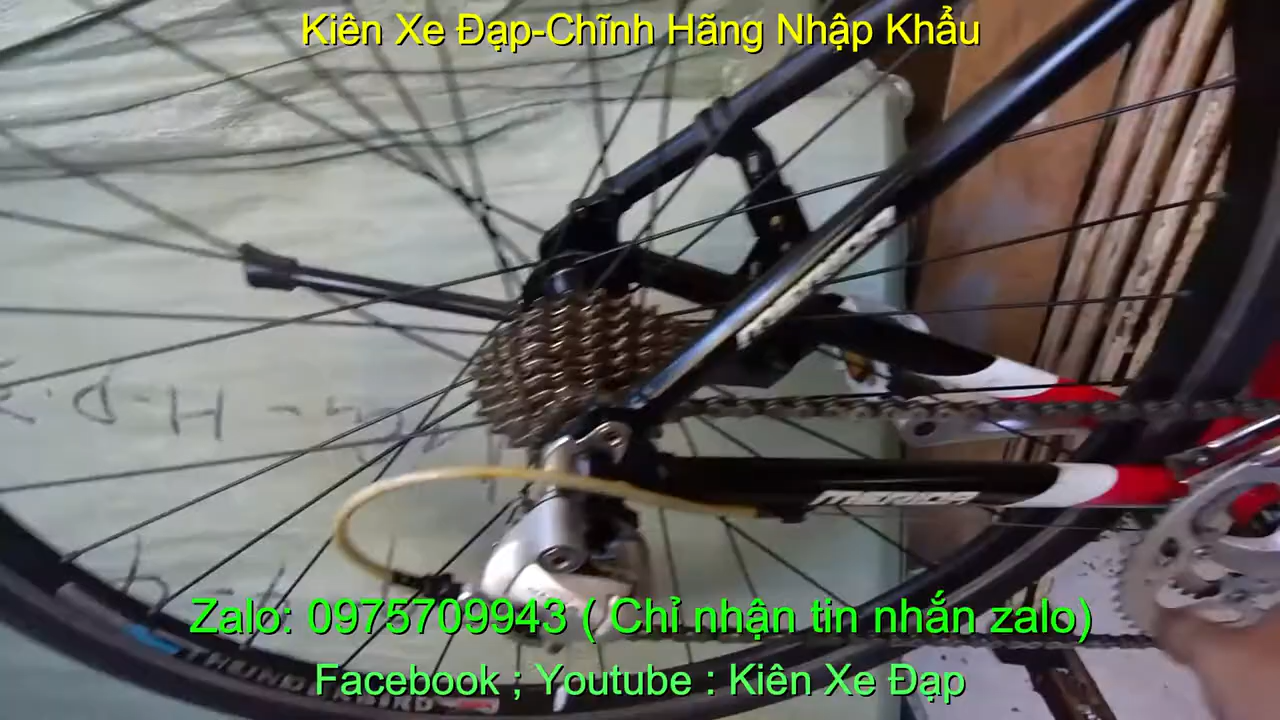 Kiên Xe Đạp-Chĩnh Hãng Nhập Khẩu
MERIDA
Zalo: 0975709943 ( Chỉ nhận tin nhắn zalo)
Facebook ; Youtube : Kiên Xe Đạp
THUNDERBIRD